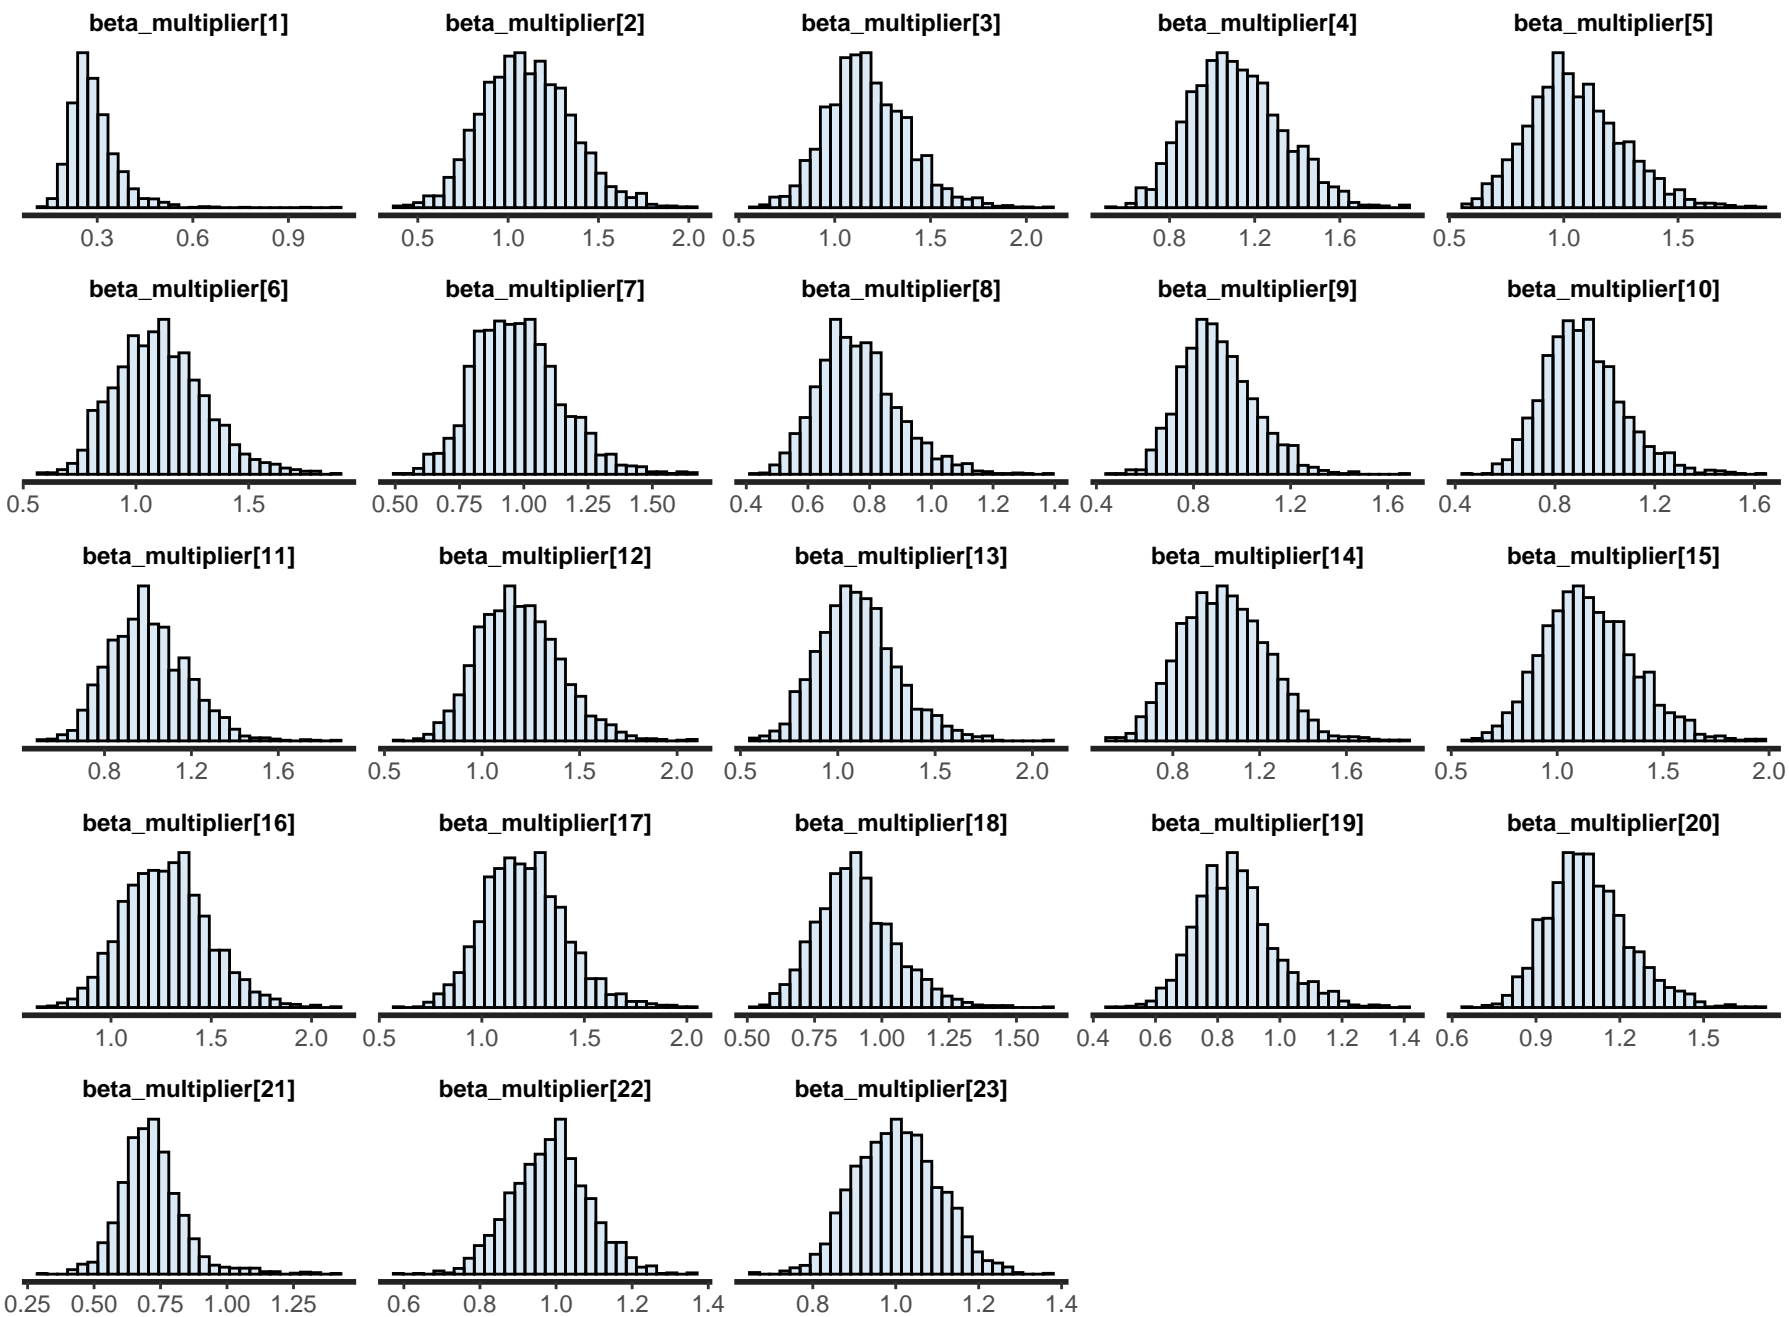 beta_multiplier[1] beta_multiplier[2] beta_multiplier[3] beta_multiplier[4] beta_multiplier[5]
0.3 0.6 0.9 0.5 1.0 1.5 2.0 0.5 1.0 1.5 2.0 0.8 1.2 1.6 0.5 1.0 1.5
beta_multiplier[6] beta_multiplier[7] beta_multiplier[8] beta_multiplier[9] beta_multiplier[10]
0.5 1.0 1.5 0.50 0.75 1.00 1.25 1.50 0.4 0.6 0.8 1.0 1.2 1.4 0.4 0.8 1.2 1.6 0.4 0.8 1.2 1.6
beta_multiplier[11] beta_multiplier[12] beta_multiplier[13] beta_multiplier[14] beta_multiplier[15]
0.8 1.2 1.6 0.5 1.0 1.5 2.0 0.5 1.0 1.5 2.0 0.8 1.2 1.6 0.5 1.0 1.5 2.0
beta_multiplier[16] beta_multiplier[17] beta_multiplier[18] beta_multiplier[19] beta_multiplier[20]
1.0 1.5 2.0 0.5 1.0 1.5 2.0 0.50 0.75 1.00 1.25 1.50 0.4 0.6 0.8 1.0 1.2 1.4 0.6 0.9 1.2 1.5
beta_multiplier[21] beta_multiplier[22] beta_multiplier[23]
0.25 0.50 0.75 1.00 1.25 0.6 0.8 1.0 1.2 1.4 0.8 1.0 1.2 1.4